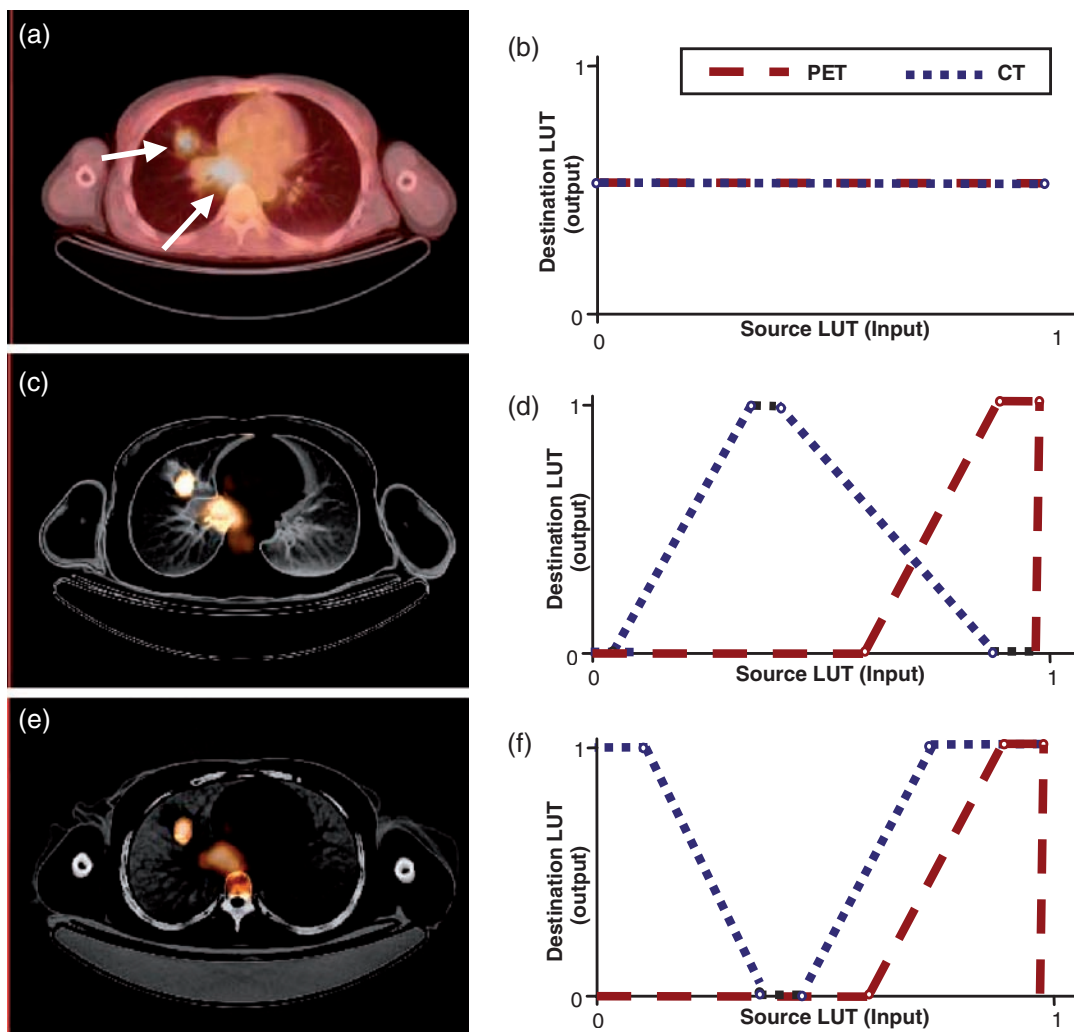 (a)
(b)
1
PET CT
Destination LUT
(output)
0
Source LUT (Input)
0 1
(c)
(d)
1
Destination LUT
(output)
0
Source LUT (Input)
0 1
(e)
(f)
1
Destination LUT
(output)
0
Source LUT (Input)
0 1